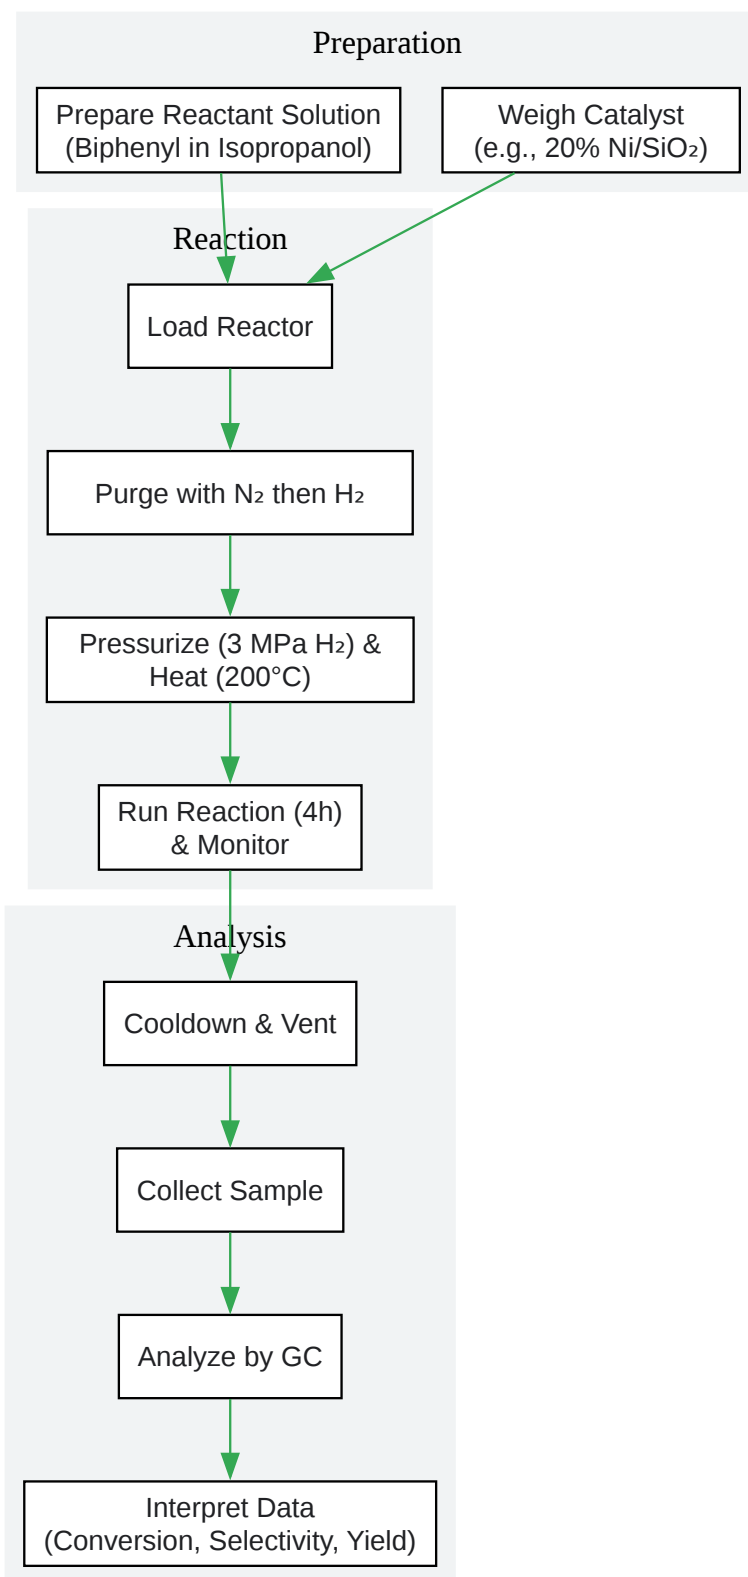 Preparation
Prepare Reactant Solution
(Biphenyl in Isopropanol)
Weigh Catalyst
(e.g., 20% Ni/SiO₂)
Reaction
Load Reactor
Purge with N₂ then H₂
Pressurize (3 MPa H₂) &
Heat (200°C)
Run Reaction (4h)
& Monitor
Analysis
Cooldown & Vent
Collect Sample
Analyze by GC
Interpret Data
(Conversion, Selectivity, Yield)